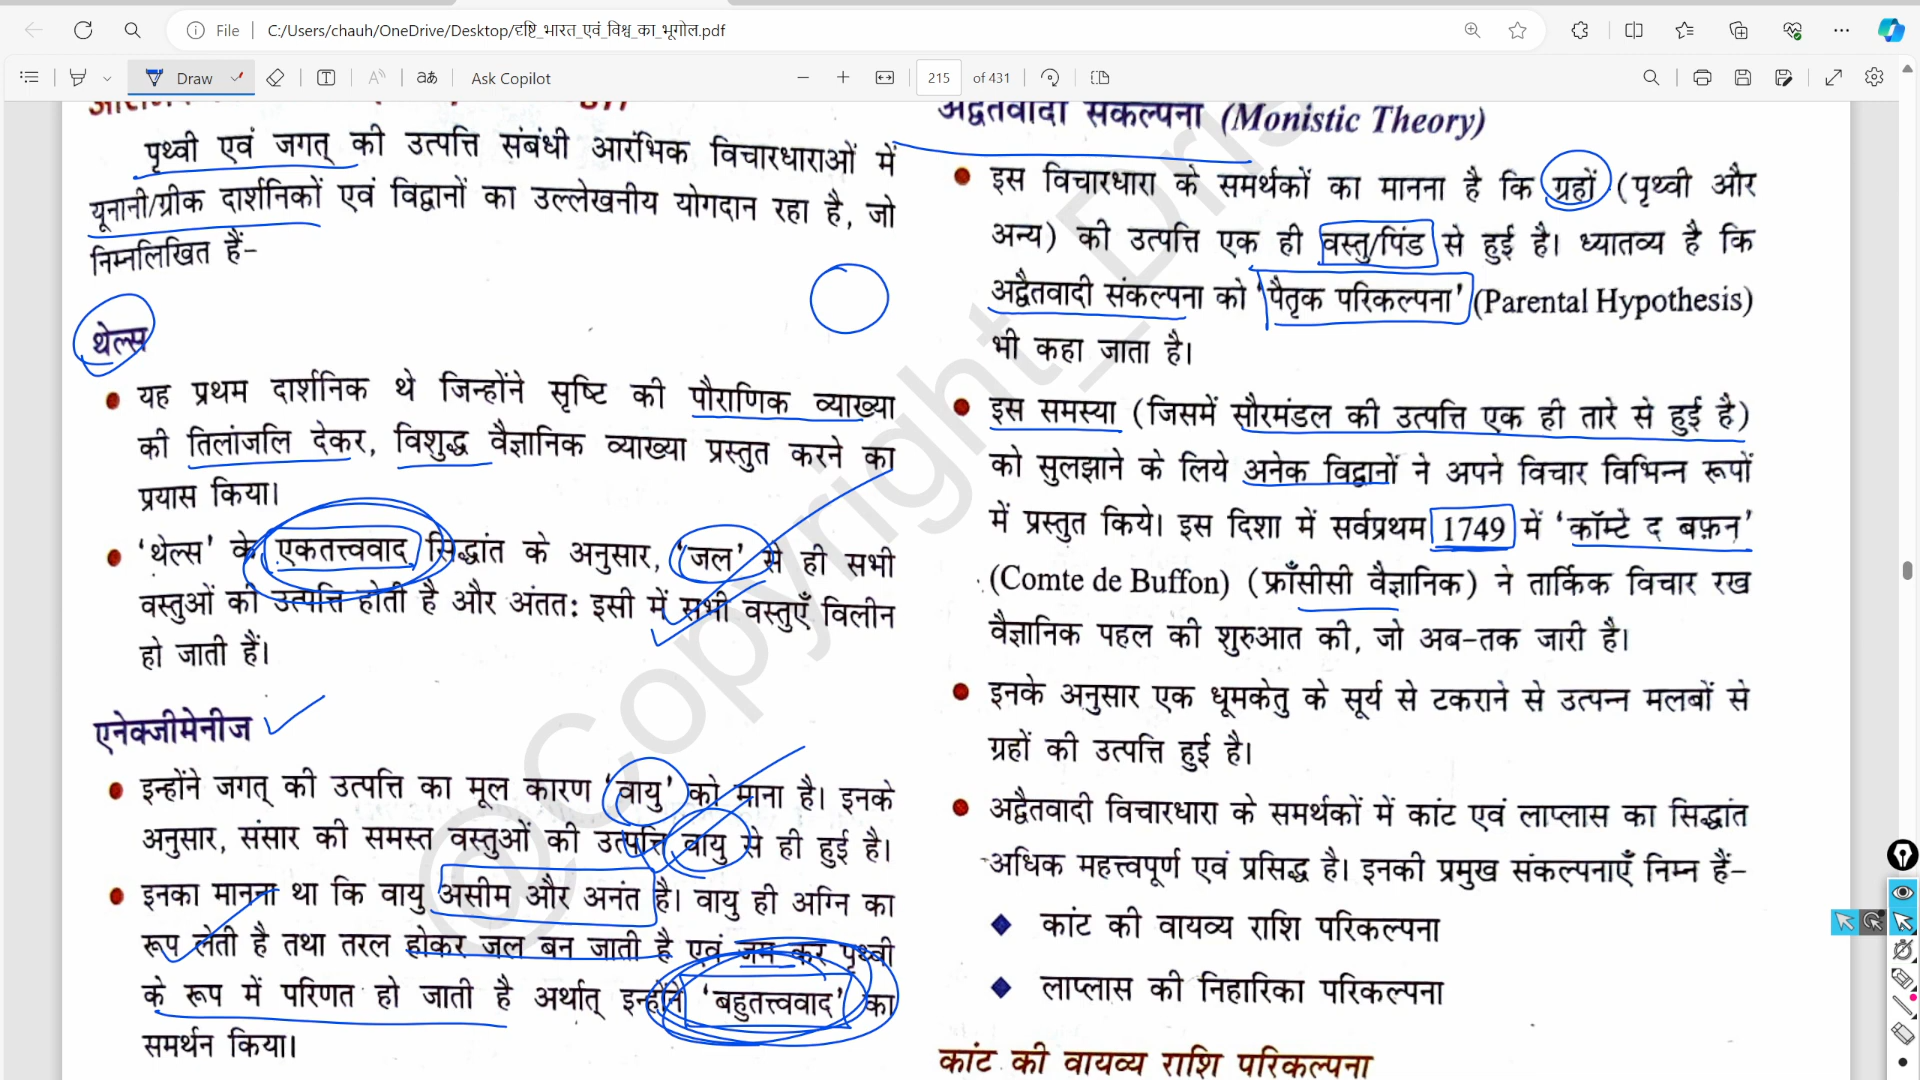 File
C:/Users/chauh/OneDrive/Desktop/दृष्टि_भारत_एवं_विश्व_का_भूगोल.pdf
Draw
Ask Copilot
215 of 431
पृथ्वी एवं जगत् की उत्पत्ति संबंधी आरंभिक विचारधाराओं में
यूनानी/ग्रीक दार्शनिकों एवं विद्वानों का उल्लेखनीय योगदान रहा है, जो
निम्नलिखित हैं-
थेल्स
यह प्रथम दार्शनिक थे जिन्होंने सृष्टि की पौराणिक व्याख्या
को तिलांजलि देकर, विशुद्ध वैज्ञानिक व्याख्या प्रस्तुत करने का
प्रयास किया।
'थेल्स' के एकतत्त्ववाद सिद्धांत के अनुसार, 'जल' से ही सभी
वस्तुओं की उत्पत्ति होती है और अंततः इसी में सभी वस्तुएँ विलीन
हो जाती हैं।
एनेक्जीमेनीज
इन्होंने जगत् की उत्पत्ति का मूल कारण 'वायु' को माना है। इनके
अनुसार, संसार की समस्त वस्तुओं की उत्पत्ति वायु से ही हुई है।
इनका मानना था कि वायु असीम और अनंत है। वायु ही अग्नि का
रूप लेती है तथा तरल होकर जल बन जाती है एवं जम कर पृथ्वी
के रूप में परिणत हो जाती है अर्थात् इन्होंने 'बहुतत्त्ववाद' का
समर्थन किया।
अद्वैतवादी संकल्पना (Monistic Theory)
इस विचारधारा के समर्थकों का मानना है कि ग्रहों (पृथ्वी और
अन्य) की उत्पत्ति एक ही वस्तु/पिंड से हुई है। ध्यातव्य है कि
अद्वैतवादी संकल्पना को 'पैतृक परिकल्पना' (Parental Hypothesis)
भी कहा जाता है।
इस समस्या (जिसमें सौरमंडल की उत्पत्ति एक ही तारे से हुई है)
को सुलझाने के लिये अनेक विद्वानों ने अपने विचार विभिन्न रूपों
में प्रस्तुत किये। इस दिशा में सर्वप्रथम 1749 में 'कॉम्टे द बफ़न'
(Comte de Buffon) (फ्राँसीसी वैज्ञानिक) ने तार्किक विचार रख
वैज्ञानिक पहल की शुरुआत की, जो अब-तक जारी है।
इनके अनुसार एक धूमकेतु के सूर्य से टकराने से उत्पन्न मलबों से
ग्रहों की उत्पत्ति हुई है।
अद्वैतवादी विचारधारा के समर्थकों में कांट एवं लाप्लास का सिद्धांत
अधिक महत्त्वपूर्ण एवं प्रसिद्ध है। इनकी प्रमुख संकल्पनाएँ निम्न हैं-
कांट की वायव्य राशि परिकल्पना
लाप्लास की निहारिका परिकल्पना
कांट की वायव्य राशि परिकल्पना
@Copyright_Dris